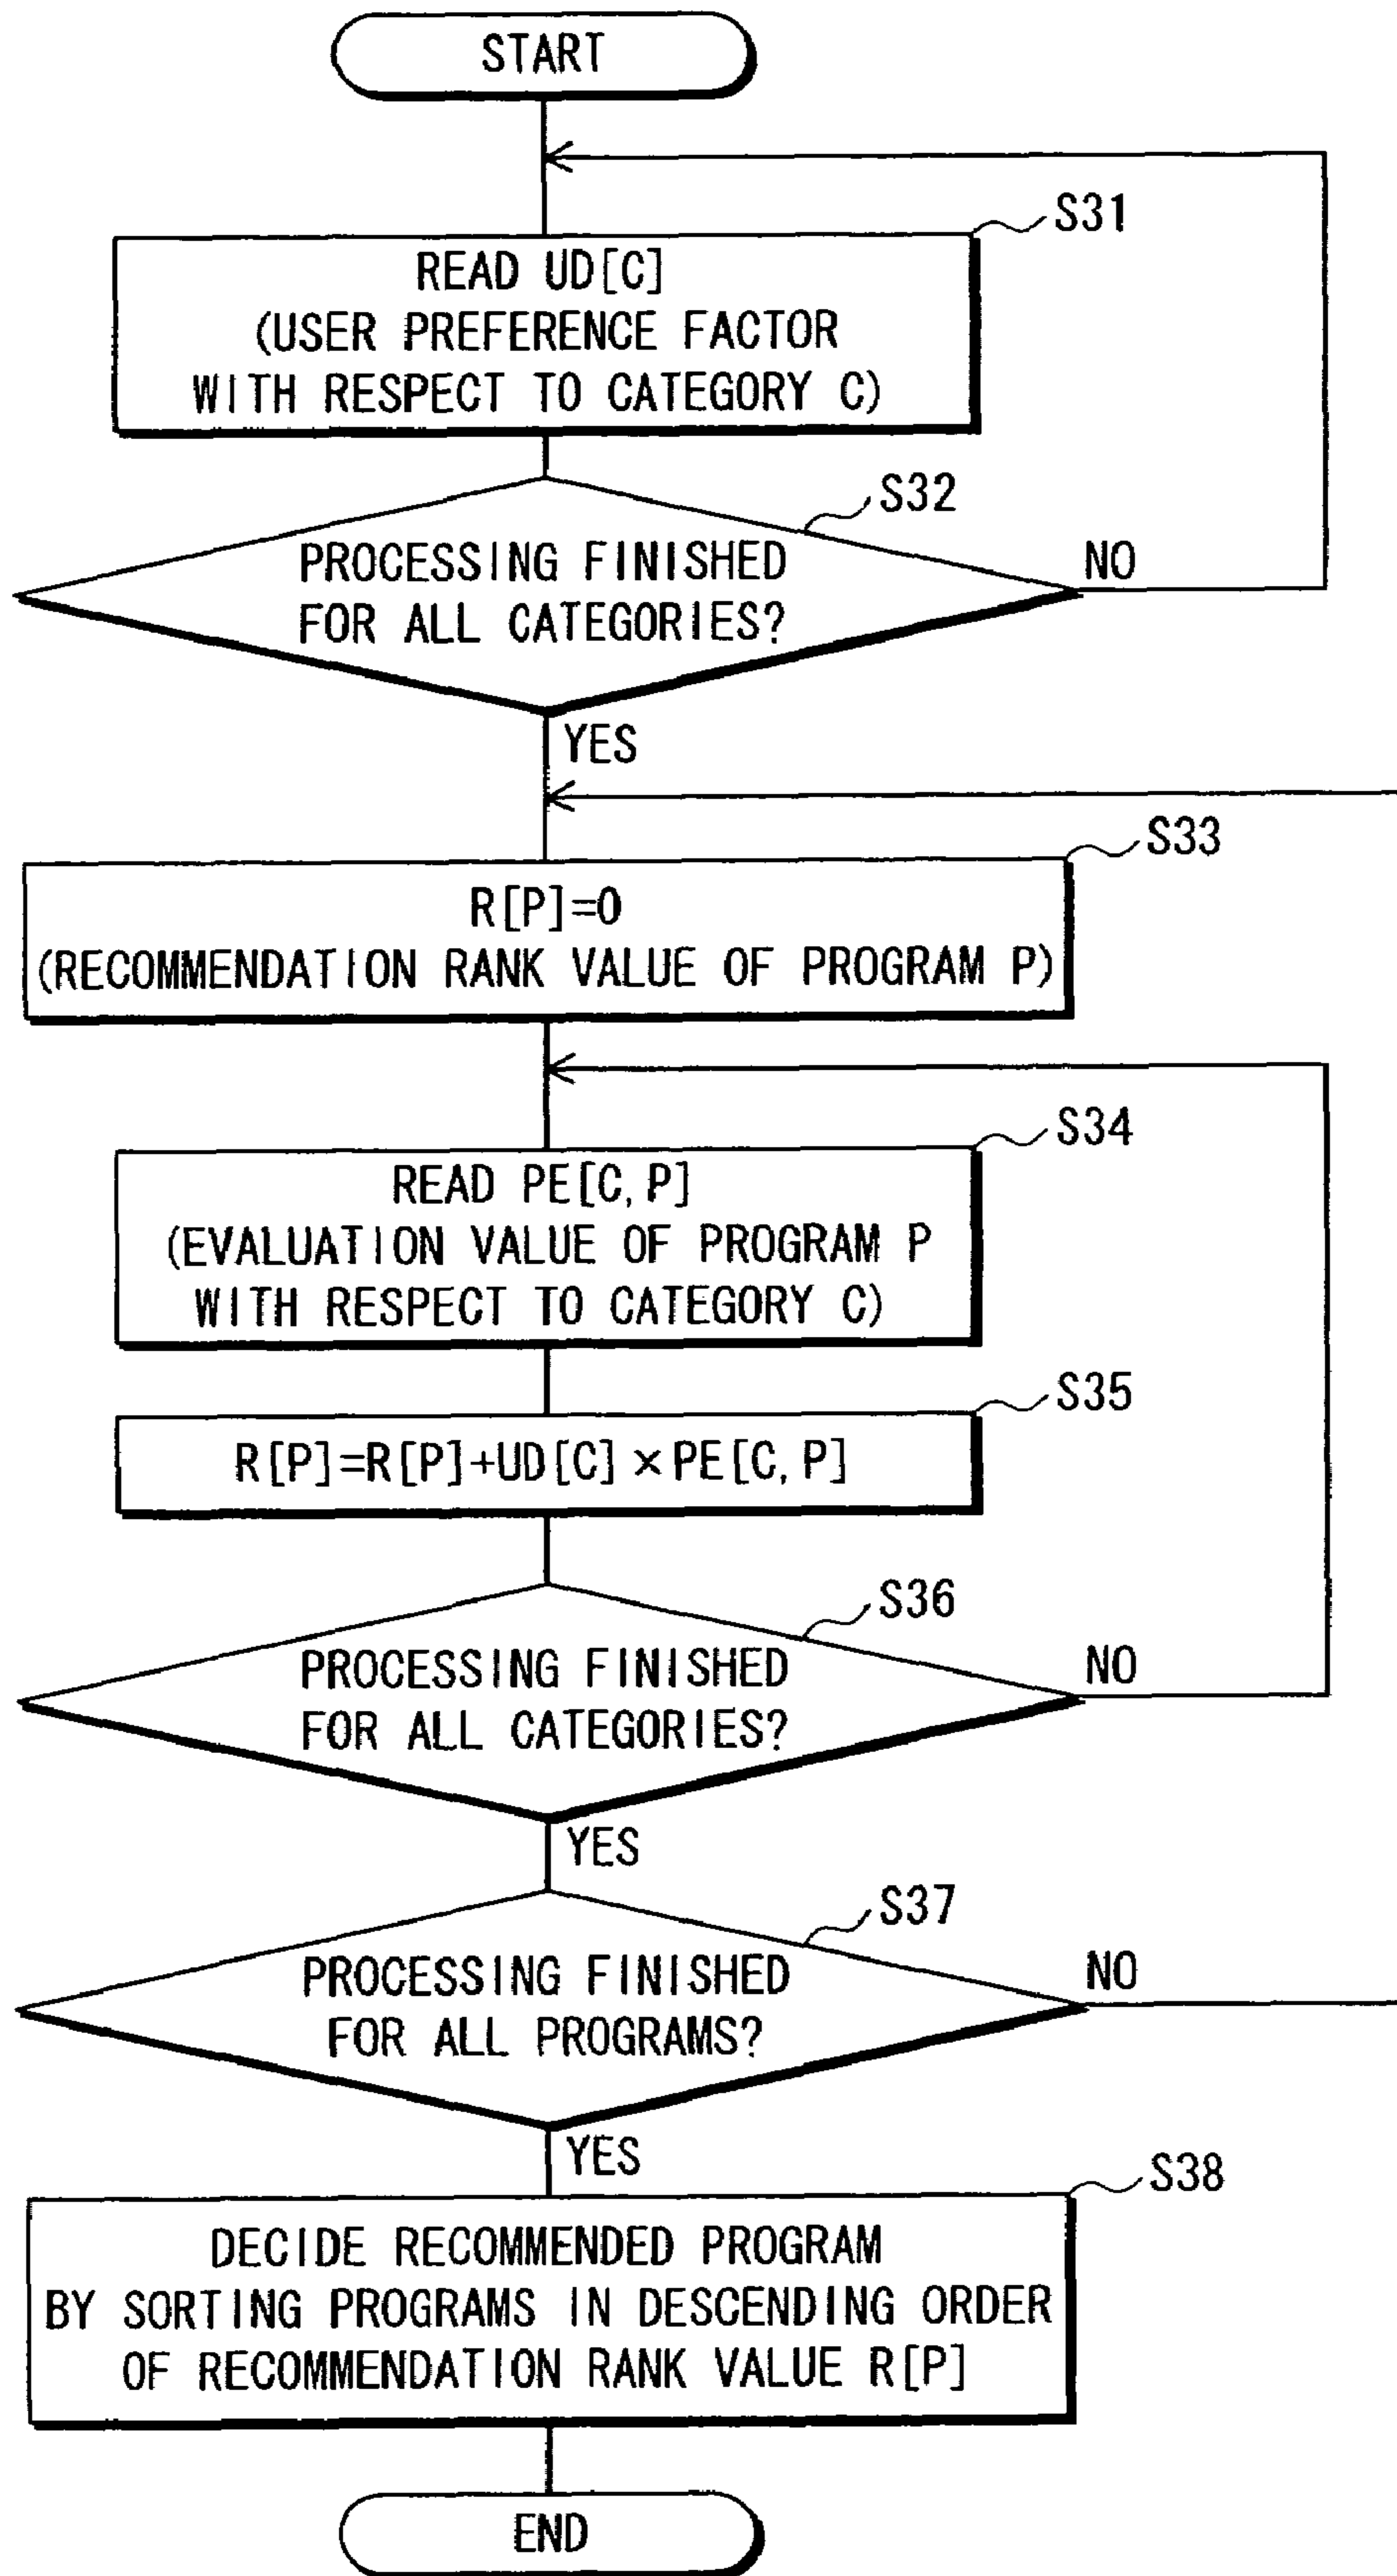 START
S31
READ UD[C]
(USER PREFERENCE FACTOR
WITH RESPECT TO CATEGORY C)
S32
PROCESSING FINISHED
FOR ALL CATEGORIES?
NO
YES
S33
R[P]=0
(RECOMMENDATION RANK VALUE OF PROGRAM P)
S34
READ PE[C, P]
(EVALUATION VALUE OF PROGRAM P
WITH RESPECT TO CATEGORY C)
S35
R[P]=R[P]+UD[C]×PE[C, P]
S36
PROCESSING FINISHED
FOR ALL CATEGORIES?
NO
YES
S37
PROCESSING FINISHED
FOR ALL PROGRAMS?
NO
YES
S38
DECIDE RECOMMENDED PROGRAM
BY SORTING PROGRAMS IN DESCENDING ORDER
OF RECOMMENDATION RANK VALUE R[P]
END